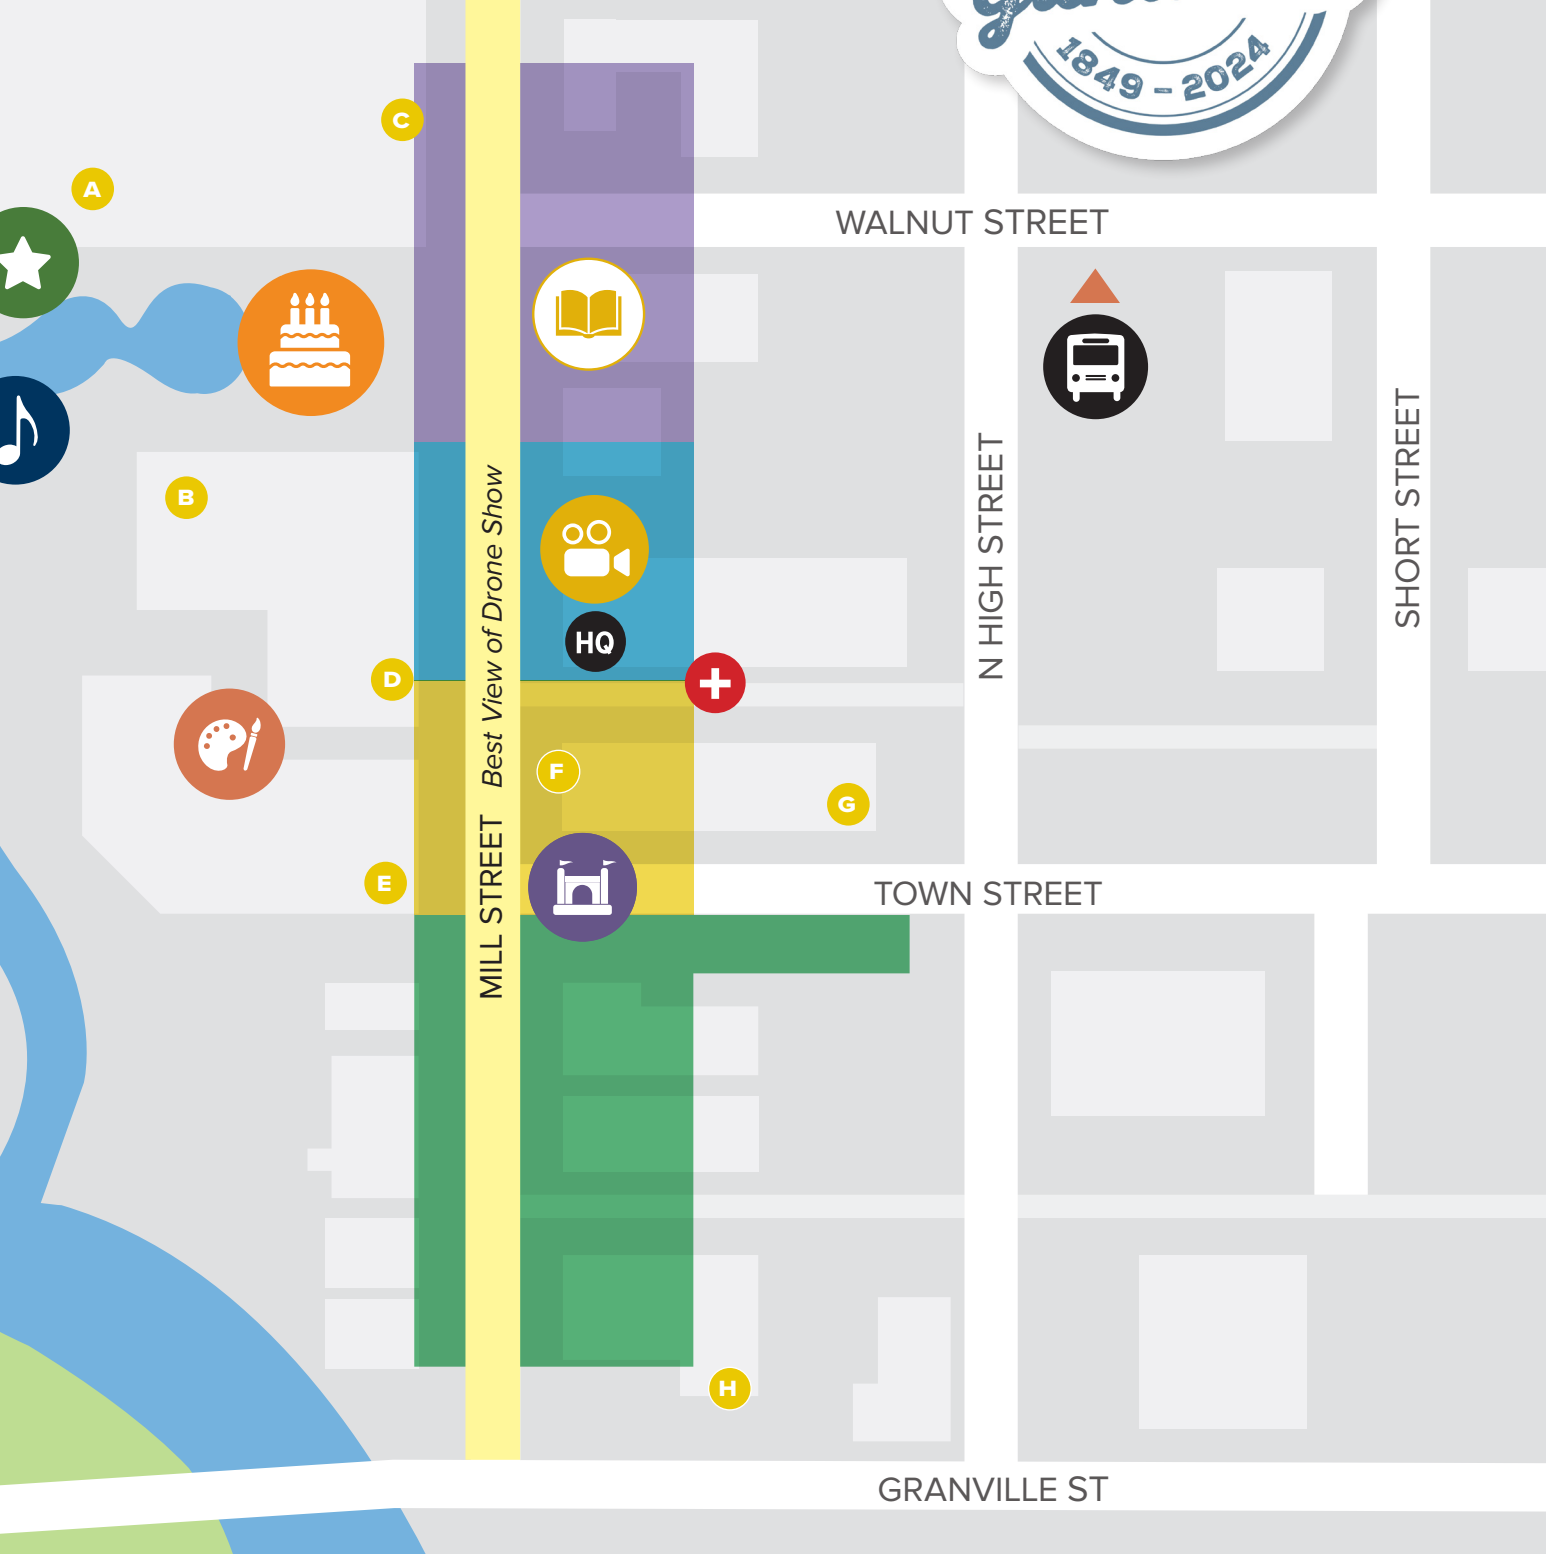 1849 - 2024
C
A
WALNUT STREET
B
N HIGH STREET
SHORT STREET
Best View of Drone Show
HQ
D
F
G
E
MILL STREET
TOWN STREET
H
GRANVILLE ST